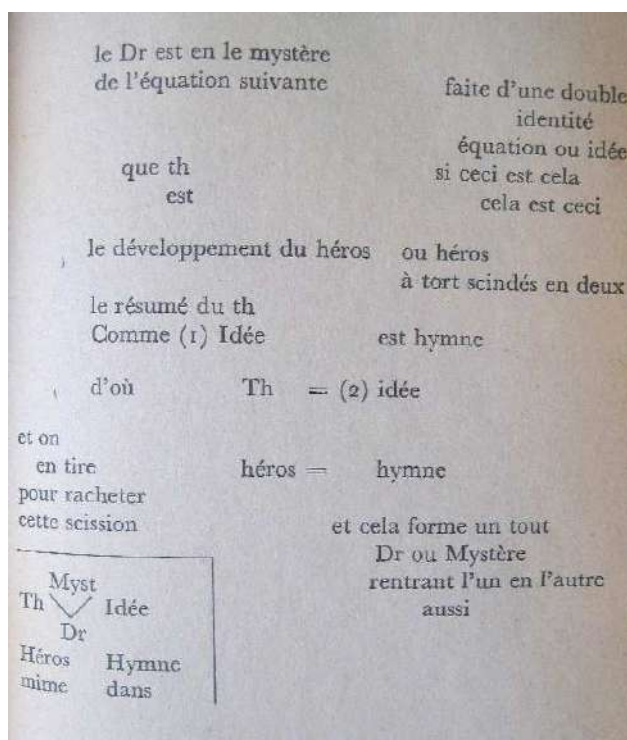 le Dr est en le mystère
de l'équation suivante
faite d'une double
identité
équation ou idée
que th
est
si ceci est cela
cela est ceci
le développement du héros ou héros
à tort scindés en deux
le résumé du th
Comme (1) Idée est hymne
d'où Th = (2) idée
et on
en tire
pour racheter
cette scission
héros = hymne
et cela forme un tout
Dr ou Mystère
rentrant l'un en l'autre
aussi
Myst
Th Idée
Dr
Héros Hymne
mime dans